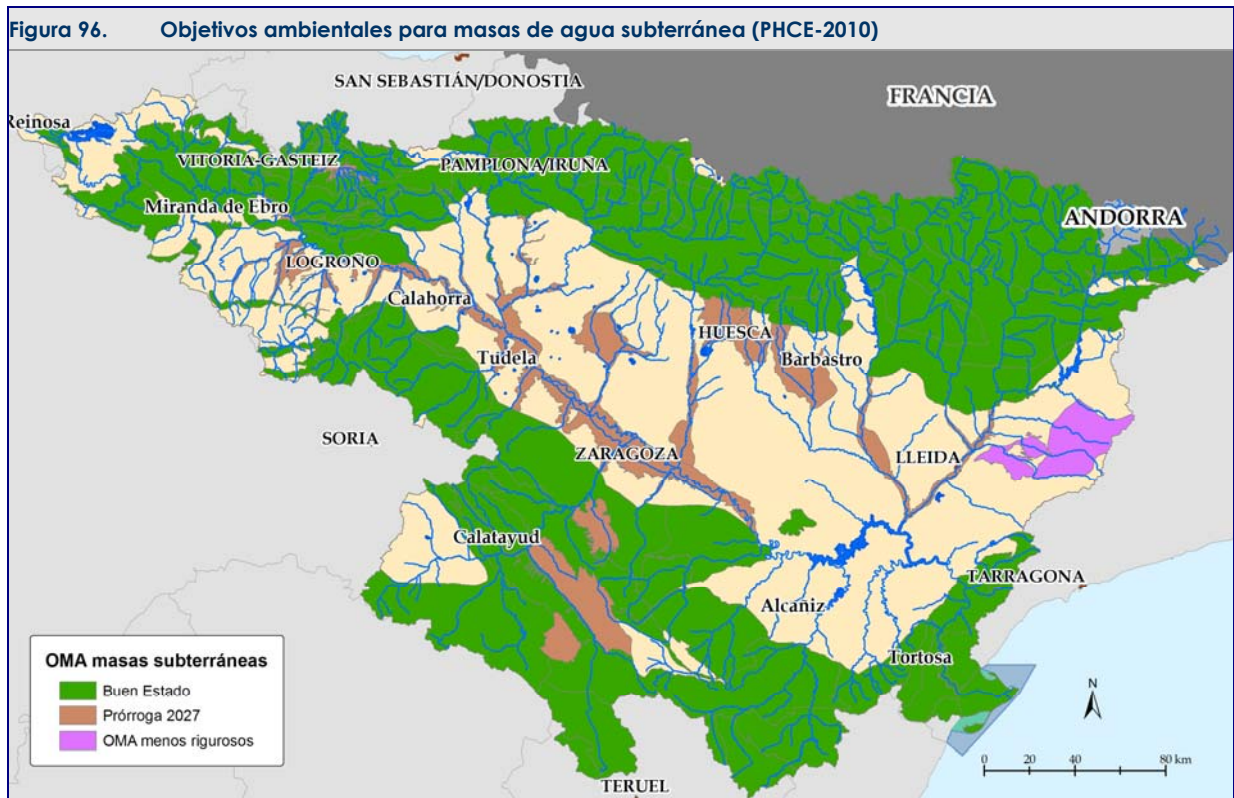 Figura 96. Objetivos ambientales para masas de agua subterránea (PHCE-2010)
SAN SEBASTIÁN/DONOSTIA
FRANCIA
Reinosa
VITORIA-GASTEIZ
PAMPLONA/IRUÑA
Miranda de Ebro
ANDORRA
LOGROÑO
Calahorra
HUESCA
Tudela
Barbastro
SORIA
ZARAGOZA
LLEIDA
Calatayud
TARRAGONA
Alcañiz
Tortosa
OMA masas subterráneas
Buen Estado
Prórroga 2027
OMA menos rigurosos
N
0 20 40 80 km
TERUEL